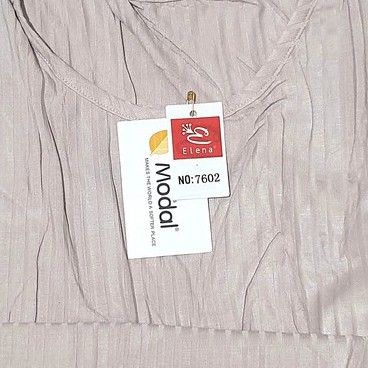 Elena®
NO:7602
Modal®
MAKES THE WORLD A SOFTER PLACE